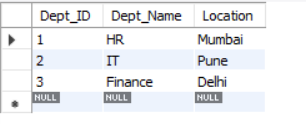 Dept_ID Dept_Name Location
1 HR Mumbai
2 IT Pune
3 Finance Delhi
NULL NULL NULL